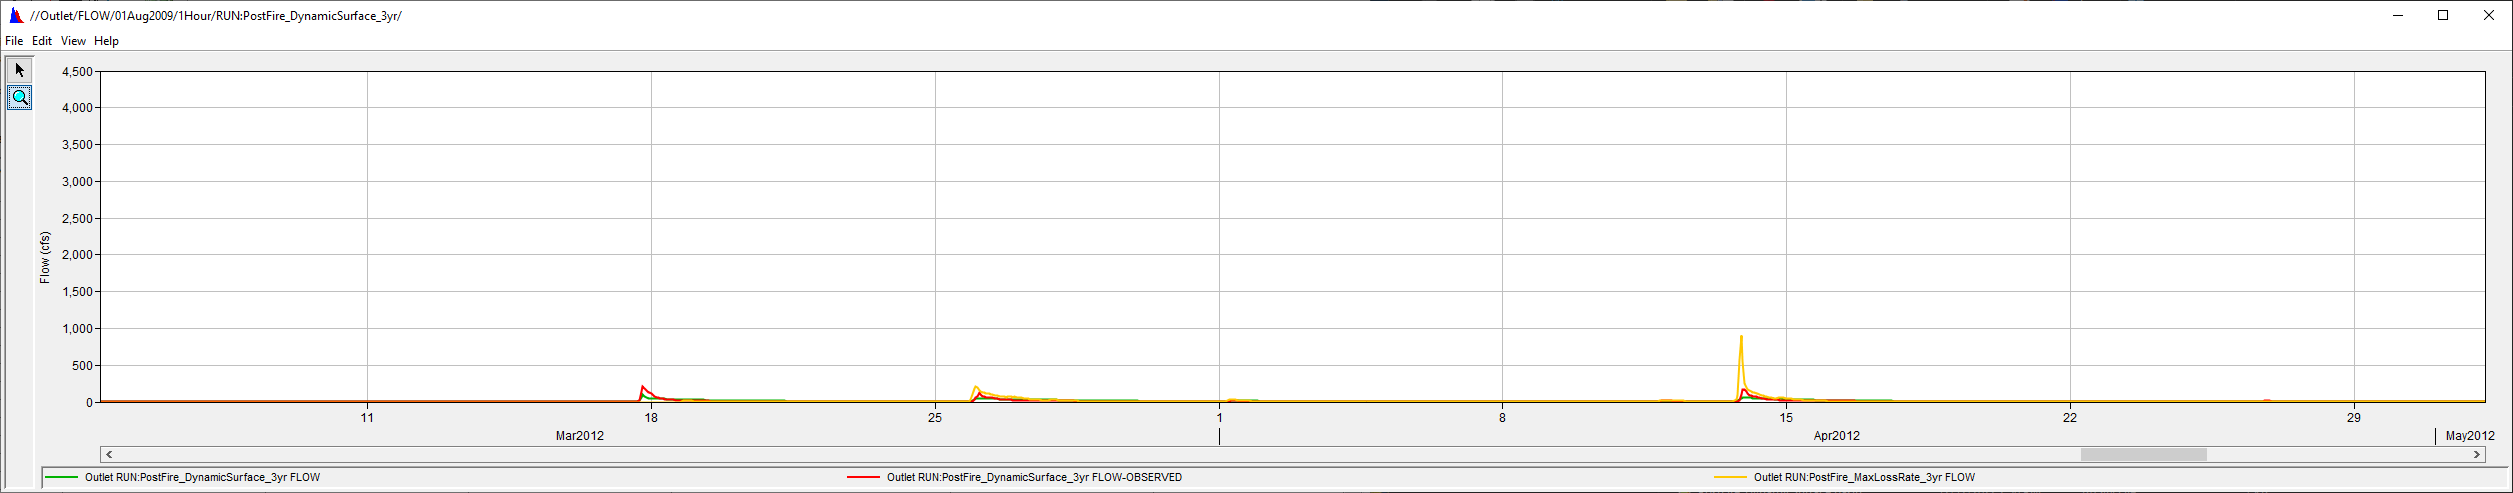 //Outlet/FLOW/01Aug2009/1Hour/RUN:PostFire_DynamicSurface_3yr/
File Edit View Help
4,500
4,000
3,500
3,000
2,500
2,000
1,500
1,000
500
0
Flow (cfs)
11 18 25 1 8 15 22 29
Mar2012 Apr2012 May2012
Outlet RUN:PostFire_DynamicSurface_3yr FLOW Outlet RUN:PostFire_DynamicSurface_3yr FLOW-OBSERVED Outlet RUN:PostFire_MaxLossRate_3yr FLOW